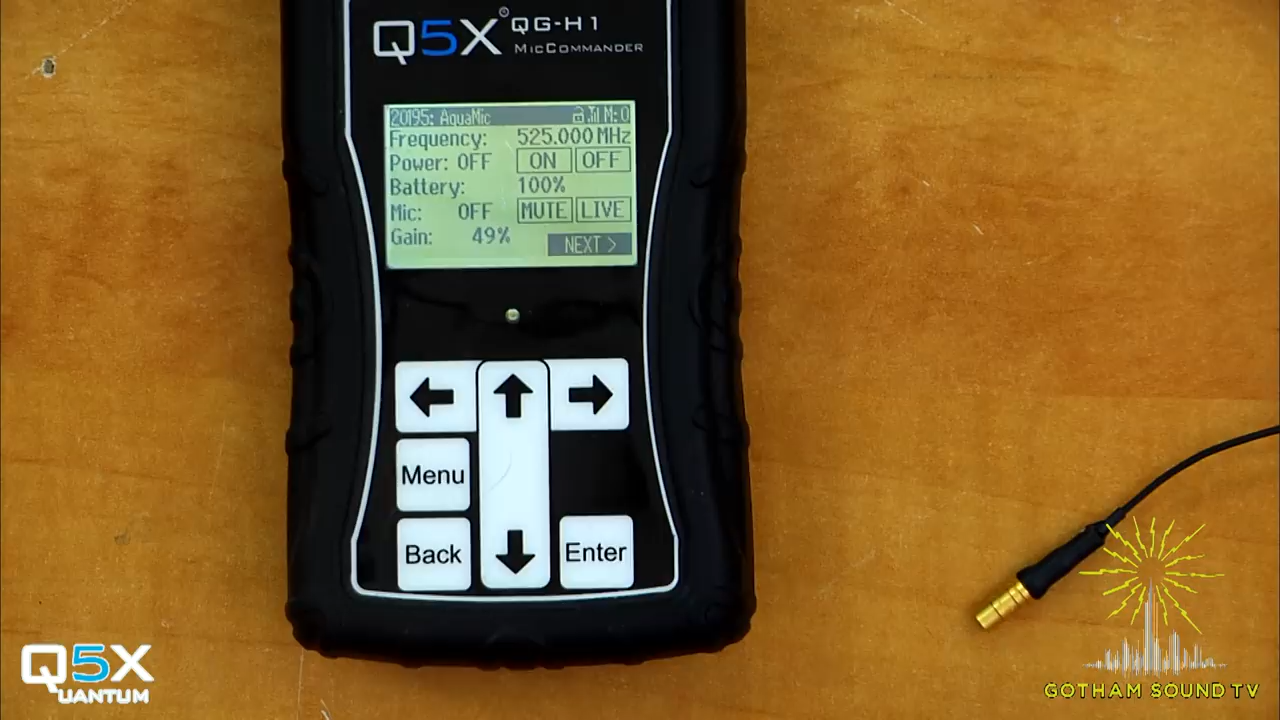 Q5X QG-H1
MICCOMMANDER
20195: AquaMic M: 0
Frequency: 525.000 MHz
Power: OFF ON OFF
Battery: 100%
Mic: OFF MUTE LIVE
Gain: 49%
NEXT >
Menu
Back
Enter
Q5X
QUANTUM
GOTHAM SOUND TV